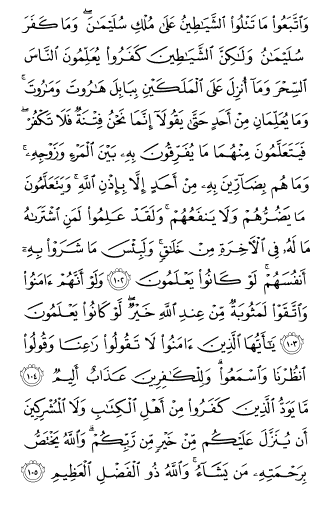 وَٱتَّبَعُوا۟ مَا تَتْلُوا۟ ٱلشَّيَٰطِينُ عَلَىٰ مُلْكِ سُلَيْمَٰنَ ۖ وَمَا كَفَرَ
سُلَيْمَٰنُ وَلَٰكِنَّ ٱلشَّيَٰطِينَ كَفَرُوا۟ يُعَلِّمُونَ ٱلنَّاسَ
ٱلسِّحْرَ وَمَآ أُنزِلَ عَلَى ٱلْمَلَكَيْنِ بِبَابِلَ هَٰرُوتَ وَمَٰرُوتَ ۚ
وَمَا يُعَلِّمَانِ مِنْ أَحَدٍ حَتَّىٰ يَقُولَآ إِنَّمَا نَحْنُ فِتْنَةٌ فَلَا تَكْفُرْ ۖ
فَيَتَعَلَّمُونَ مِنْهُمَا مَا يُفَرِّقُونَ بِهِۦ بَيْنَ ٱلْمَرْءِ وَزَوْجِهِۦ ۚ
وَمَا هُم بِضَآرِّينَ بِهِۦ مِنْ أَحَدٍ إِلَّا بِإِذْنِ ٱللَّهِ ۚ وَيَتَعَلَّمُونَ
مَا يَضُرُّهُمْ وَلَا يَنفَعُهُمْ ۚ وَلَقَدْ عَلِمُوا۟ لَمَنِ ٱشْتَرَىٰهُ
مَا لَهُۥ فِى ٱلْءَاخِرَةِ مِنْ خَلَٰقٍ ۚ وَلَبِئْسَ مَا شَرَوْا۟ بِهِۦٓ
أَنفُسَهُمْ ۚ لَوْ كَانُوا۟ يَعْلَمُونَ ١٠٢ وَلَوْ أَنَّهُمْ ءَامَنُوا۟
وَٱتَّقَوْا۟ لَمَثُوبَةٌ مِّنْ عِندِ ٱللَّهِ خَيْرٌ ۖ لَّوْ كَانُوا۟ يَعْلَمُونَ
١٠٣ يَٰٓأَيُّهَا ٱلَّذِينَ ءَامَنُوا۟ لَا تَقُولُوا۟ رَٰعِنَا وَقُولُوا۟
ٱنظُرْنَا وَٱسْمَعُوا۟ ۗ وَلِلْكَٰفِرِينَ عَذَابٌ أَلِيمٌ ١٠٤
مَّا يَوَدُّ ٱلَّذِينَ كَفَرُوا۟ مِنْ أَهْلِ ٱلْكِتَٰبِ وَلَا ٱلْمُشْرِكِينَ
أَن يُنَزَّلَ عَلَيْكُم مِّنْ خَيْرٍ مِّن رَّبِّكُمْ ۗ وَٱللَّهُ يَخْتَصُّ
بِرَحْمَتِهِۦ مَن يَشَآءُ ۚ وَٱللَّهُ ذُو ٱلْفَضْلِ ٱلْعَظِيمِ ١٠٥